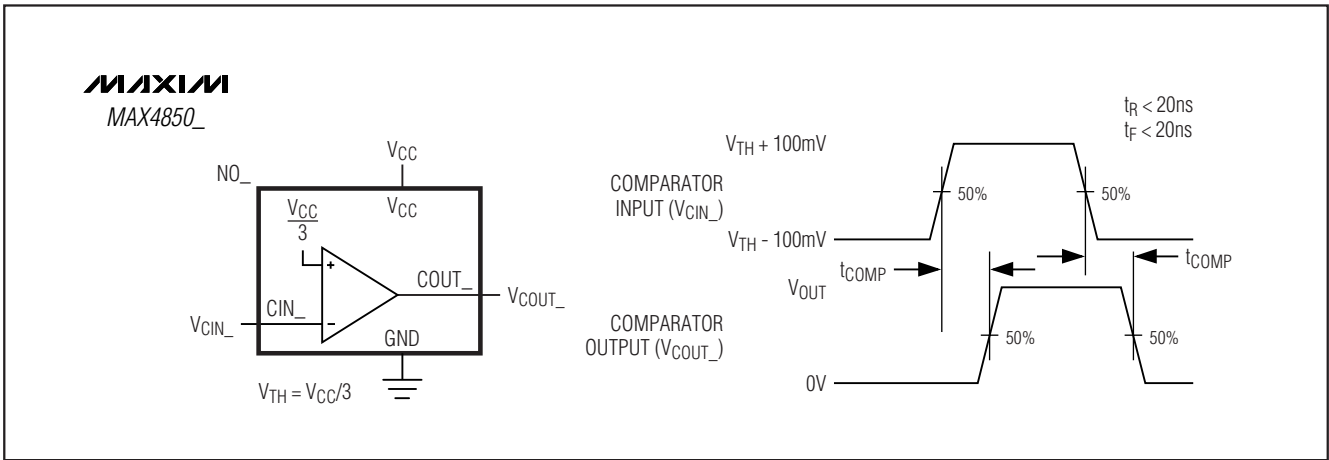 MAXIM
MAX4850_
NO_
VCC
VCC
VCC
3
+
-
CIN_
COUT_
VCIN_
VCOUT_
GND
VTH = VCC/3
tR < 20ns
tF < 20ns
VTH + 100mV
COMPARATOR
INPUT (VCIN_)
50%
50%
VTH - 100mV
tCOMP
tCOMP
VOUT
COMPARATOR
OUTPUT (VCOUT_)
50%
50%
0V